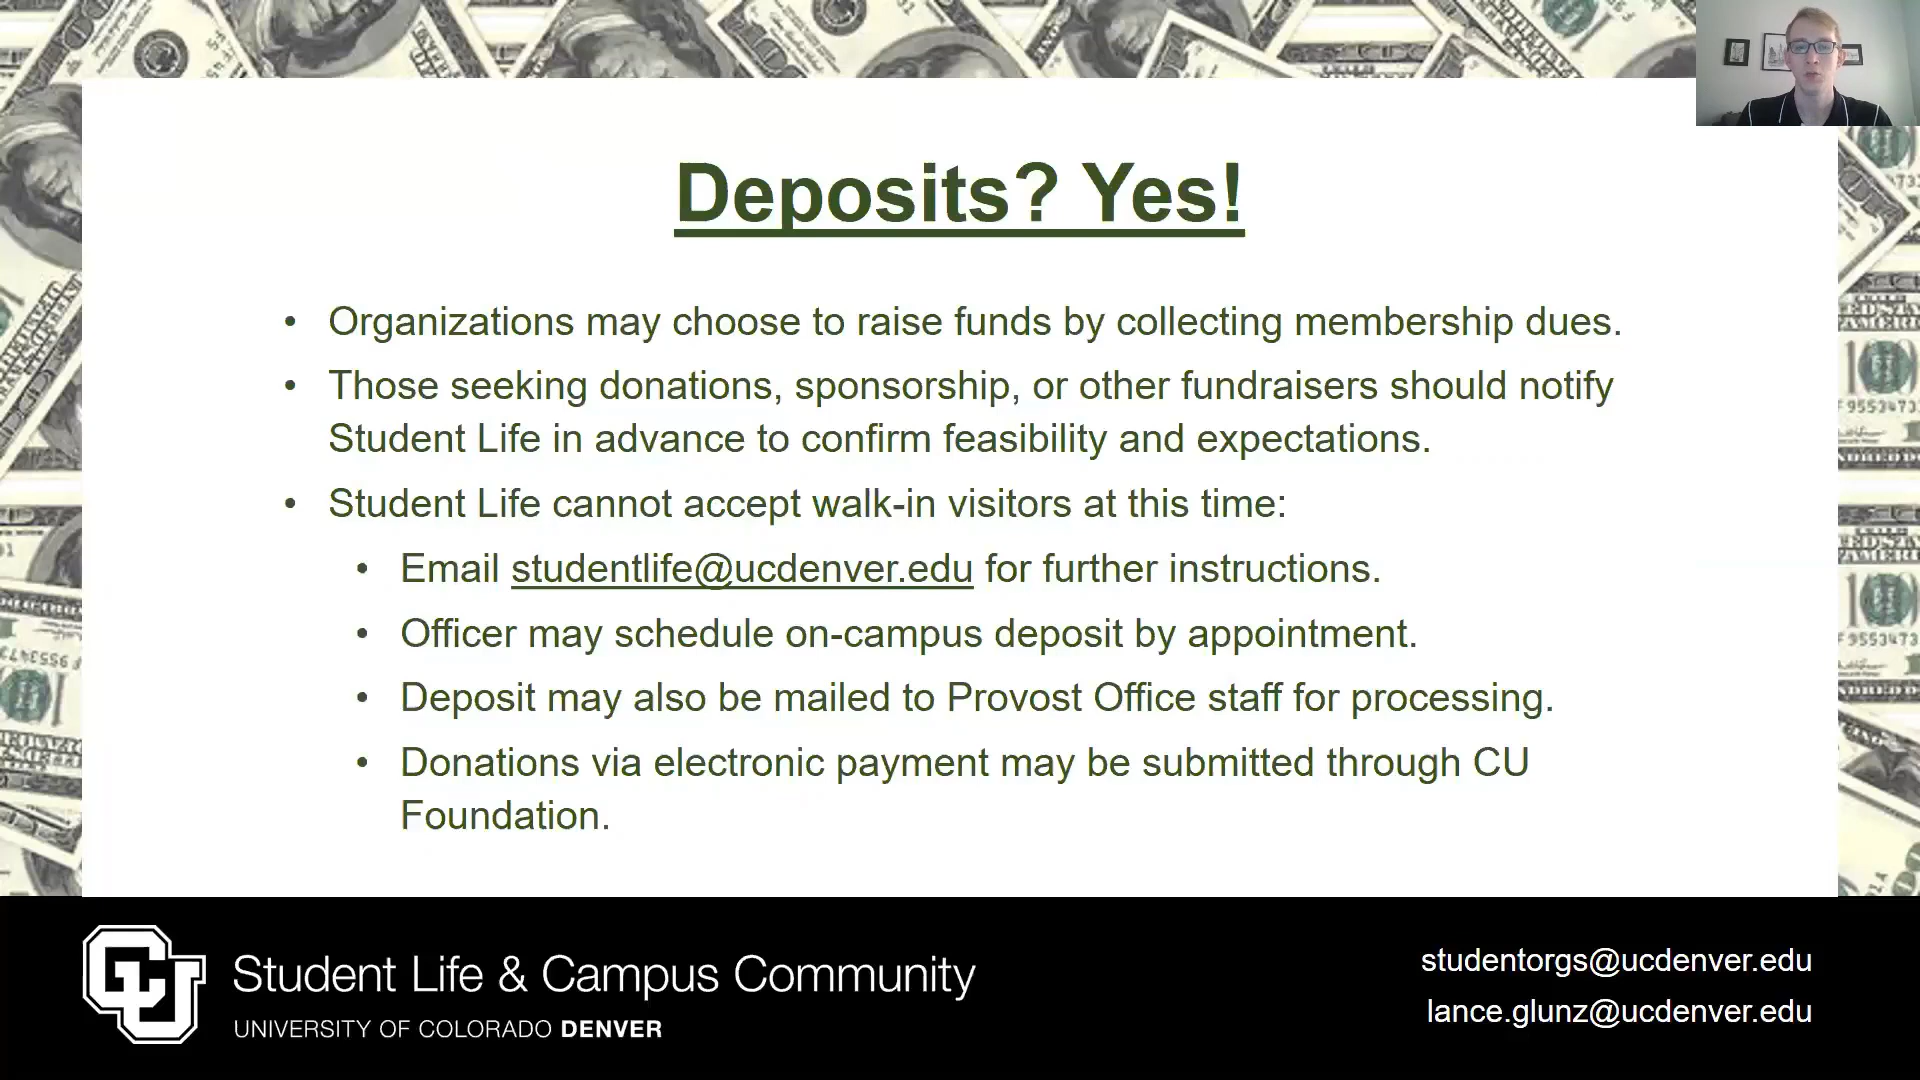 Deposits? Yes!
• Organizations may choose to raise funds by collecting membership dues.
• Those seeking donations, sponsorship, or other fundraisers should notify
Student Life in advance to confirm feasibility and expectations.
• Student Life cannot accept walk-in visitors at this time:
• Email studentlife@ucdenver.edu for further instructions.
• Officer may schedule on-campus deposit by appointment.
• Deposit may also be mailed to Provost Office staff for processing.
• Donations via electronic payment may be submitted through CU
Foundation.
CU
Student Life & Campus Community
UNIVERSITY OF COLORADO DENVER
studentorgs@ucdenver.edu
lance.glunz@ucdenver.edu